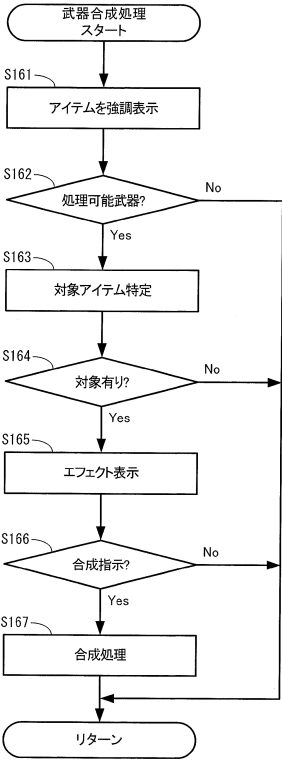 武器合成処理
スタート
S161
アイテムを強調表示
S162
処理可能武器?
No
Yes
S163
対象アイテム特定
S164
対象有り?
No
Yes
S165
エフェクト表示
S166
合成指示?
No
Yes
S167
合成処理
リターン